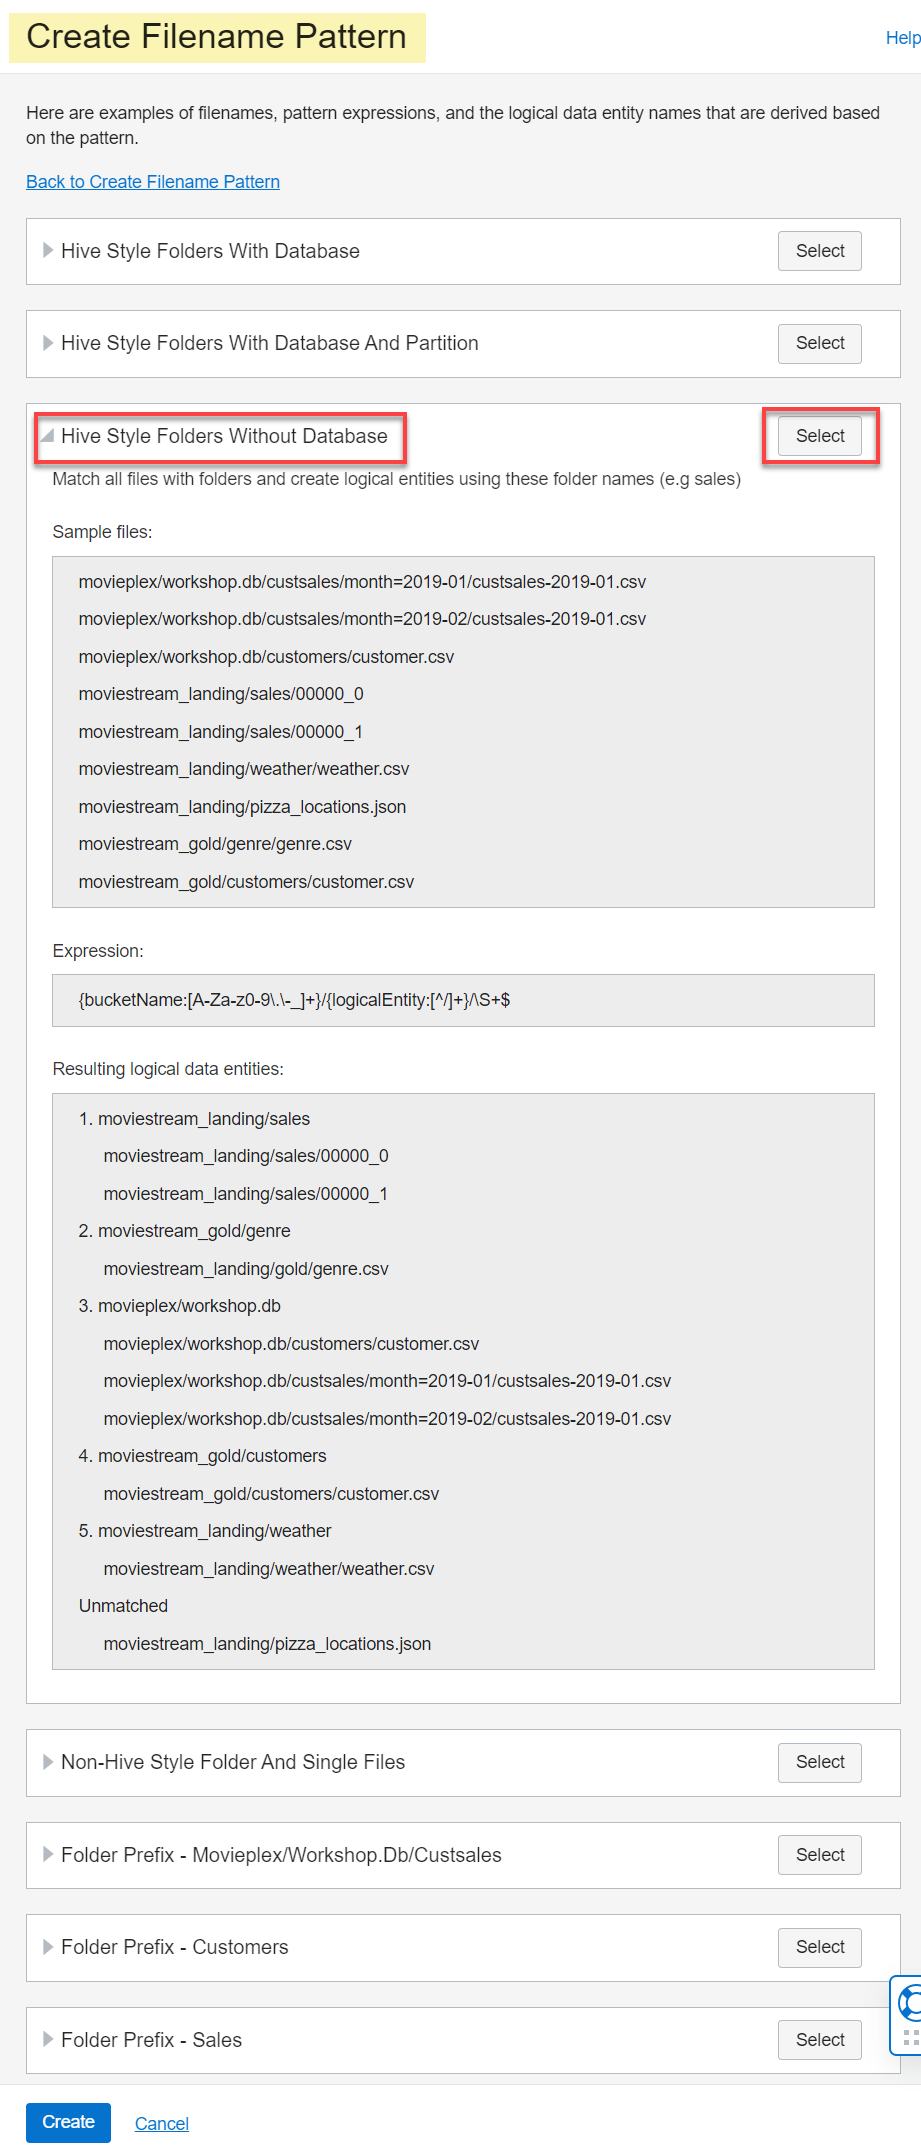 Create Filename Pattern
Help
Here are examples of filenames, pattern expressions, and the logical data entity names that are derived based
on the pattern.
Back to Create Filename Pattern
Hive Style Folders With Database
Select
Hive Style Folders With Database And Partition
Select
Hive Style Folders Without Database
Select
Match all files with folders and create logical entities using these folder names (e.g sales)
Sample files:
movieplex/workshop.db/custsales/month=2019-01/custsales-2019-01.csv
movieplex/workshop.db/custsales/month=2019-02/custsales-2019-01.csv
movieplex/workshop.db/customers/customer.csv
moviestream_landing/sales/00000_0
moviestream_landing/sales/00000_1
moviestream_landing/weather/weather.csv
moviestream_landing/pizza_locations.json
moviestream_gold/genre/genre.csv
moviestream_gold/customers/customer.csv
Expression:
{bucketName:[A-Za-z0-9\.\-_]+}/{logicalEntity:[^/]+}/\S+$
Resulting logical data entities:
1. moviestream_landing/sales
moviestream_landing/sales/00000_0
moviestream_landing/sales/00000_1
2. moviestream_gold/genre
moviestream_landing/gold/genre.csv
3. movieplex/workshop.db
movieplex/workshop.db/customers/customer.csv
movieplex/workshop.db/custsales/month=2019-01/custsales-2019-01.csv
movieplex/workshop.db/custsales/month=2019-02/custsales-2019-01.csv
4. moviestream_gold/customers
moviestream_gold/customers/customer.csv
5. moviestream_landing/weather
moviestream_landing/weather/weather.csv
Unmatched
moviestream_landing/pizza_locations.json
Non-Hive Style Folder And Single Files
Select
Folder Prefix - Movieplex/Workshop.Db/Custsales
Select
Folder Prefix - Customers
Select
Folder Prefix - Sales
Select
Create
Cancel